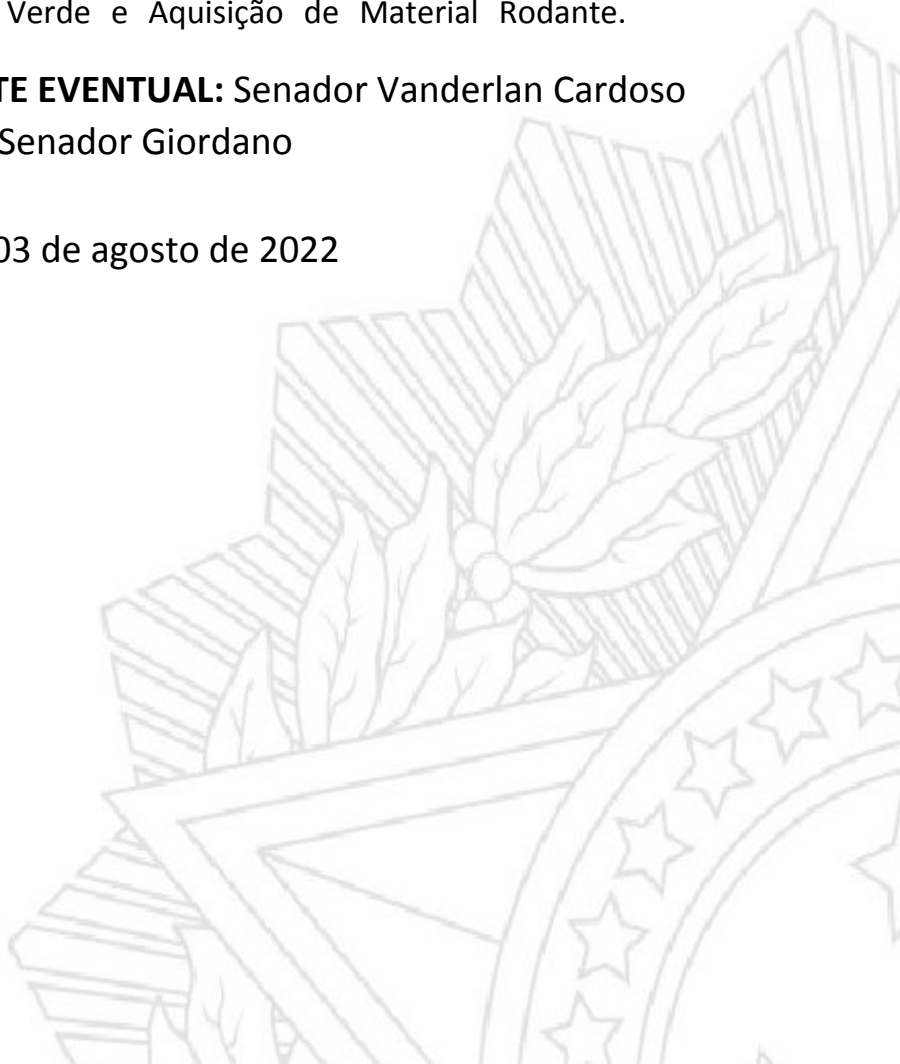 Verde e Aquisição de Material Rodante.
TE EVENTUAL: Senador Vanderlan Cardoso
Senador Giordano
03 de agosto de 2022